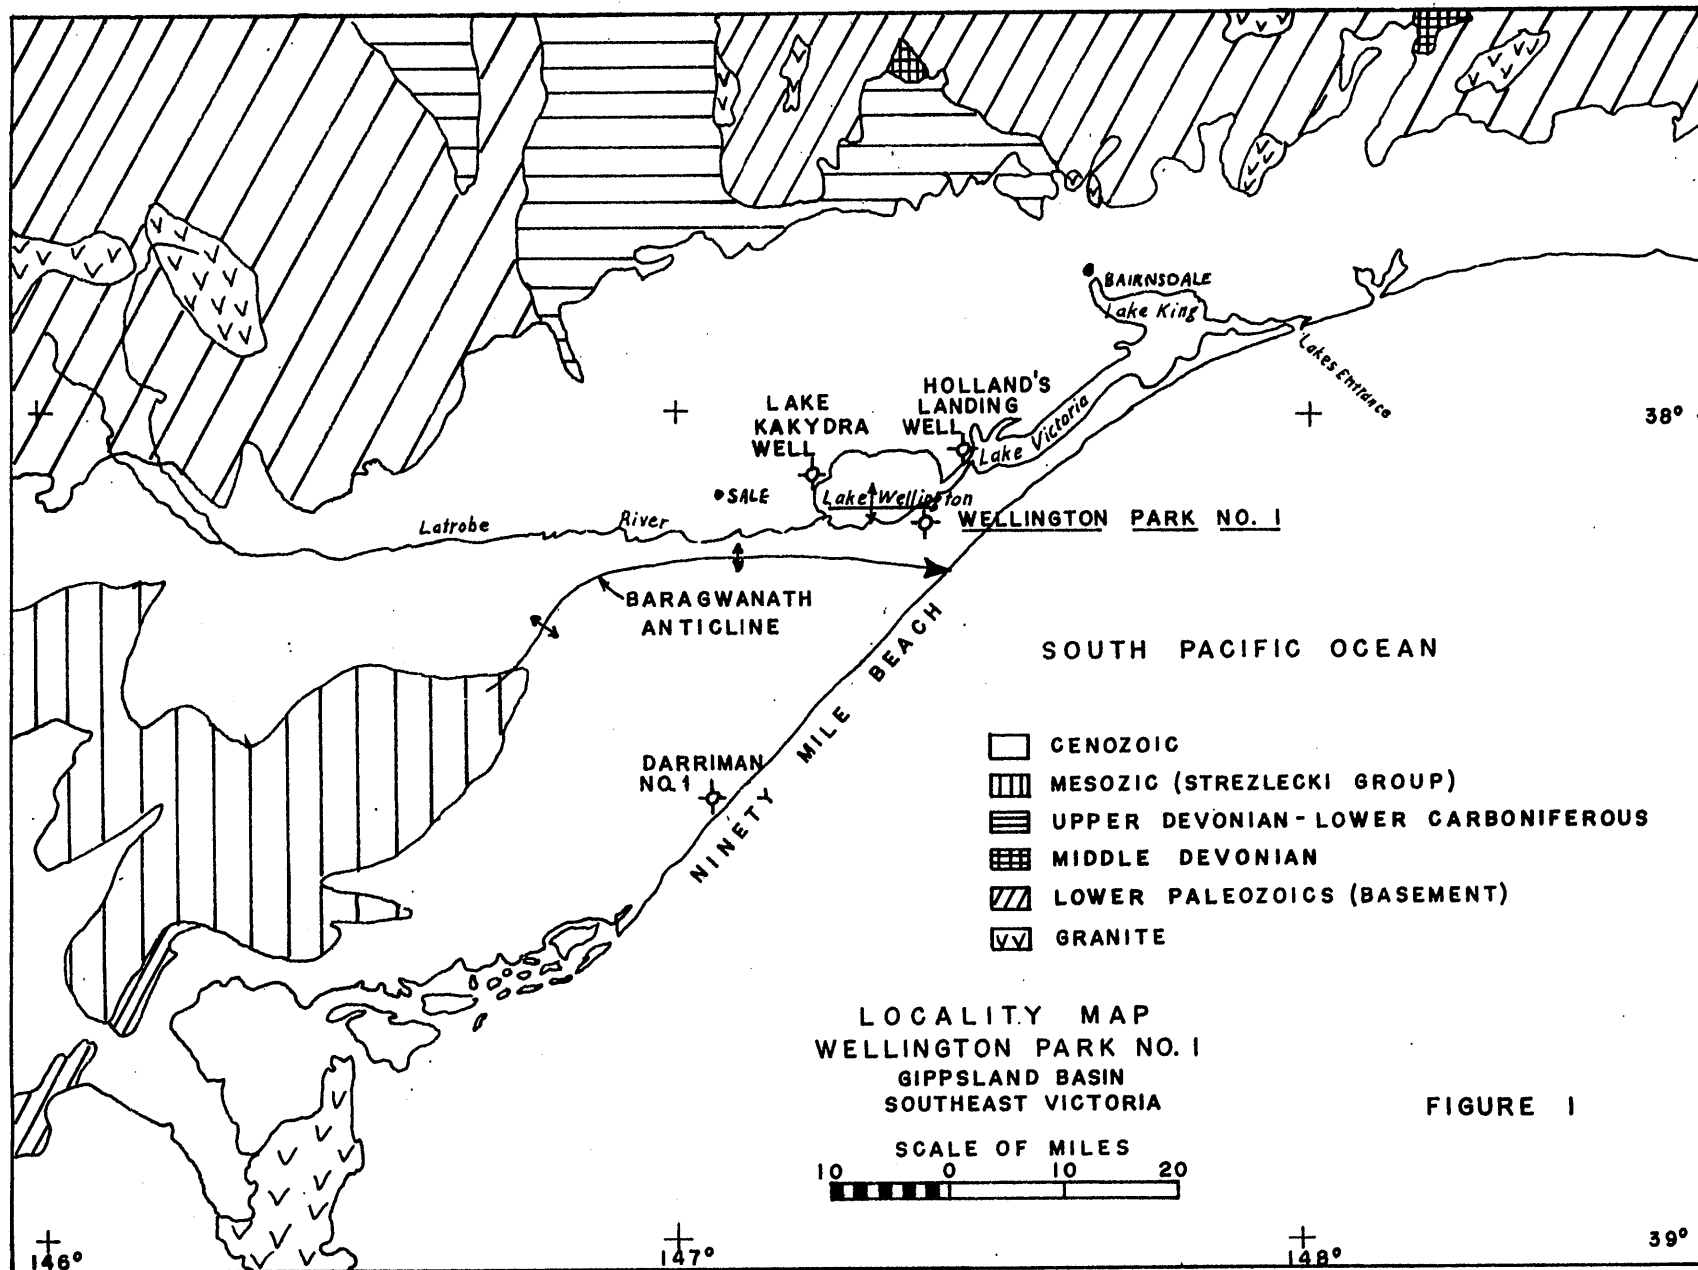 BAIRNSDALE
Lake King
Lakes Entrance
HOLLAND'S
LANDING
WELL
LAKE
KAKYDRA
WELL
Lake Victoria
38°
SALE
Lake Wellington
WELLINGTON PARK NO. 1
Latrobe River
BARAGWANATH
ANTICLINE
NINETY MILE BEACH
SOUTH PACIFIC OCEAN
DARRIMAN
NO. 1
CENOZOIC
MESOZIC (STREZLECKI GROUP)
UPPER DEVONIAN-LOWER CARBONIFEROUS
MIDDLE DEVONIAN
LOWER PALEOZOICS (BASEMENT)
VV GRANITE
LOCALITY MAP
WELLINGTON PARK NO. 1
GIPPSLAND BASIN
SOUTHEAST VICTORIA
FIGURE 1
SCALE OF MILES
10 0 10 20
146° 147° 148° 39°